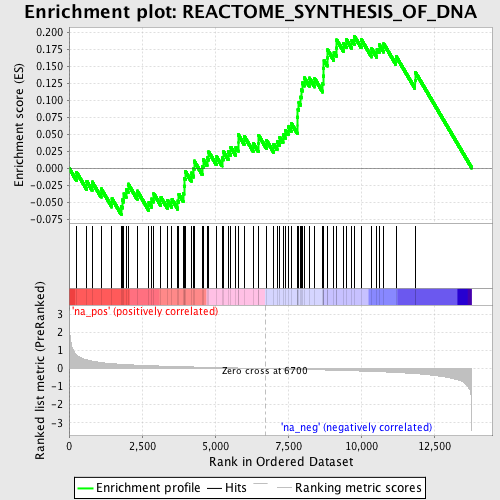 Enrichment plot: REACTOME_SYNTHESIS_OF_DNA
Enrichment score (ES)
0.200
0.175
0.150
0.125
0.100
0.075
0.050
0.025
0.000
-0.025
-0.050
-0.075
'na_pos' (positively correlated)
Ranked list metric (PreRanked)
3
2
1
0
-1
-2
-3
Zero cross at 6700
'na_neg' (negatively correlated)
0
2,500
5,000
7,500
10,000
12,500
Rank in Ordered Dataset
Enrichment profile
Hits
Ranking metric scores